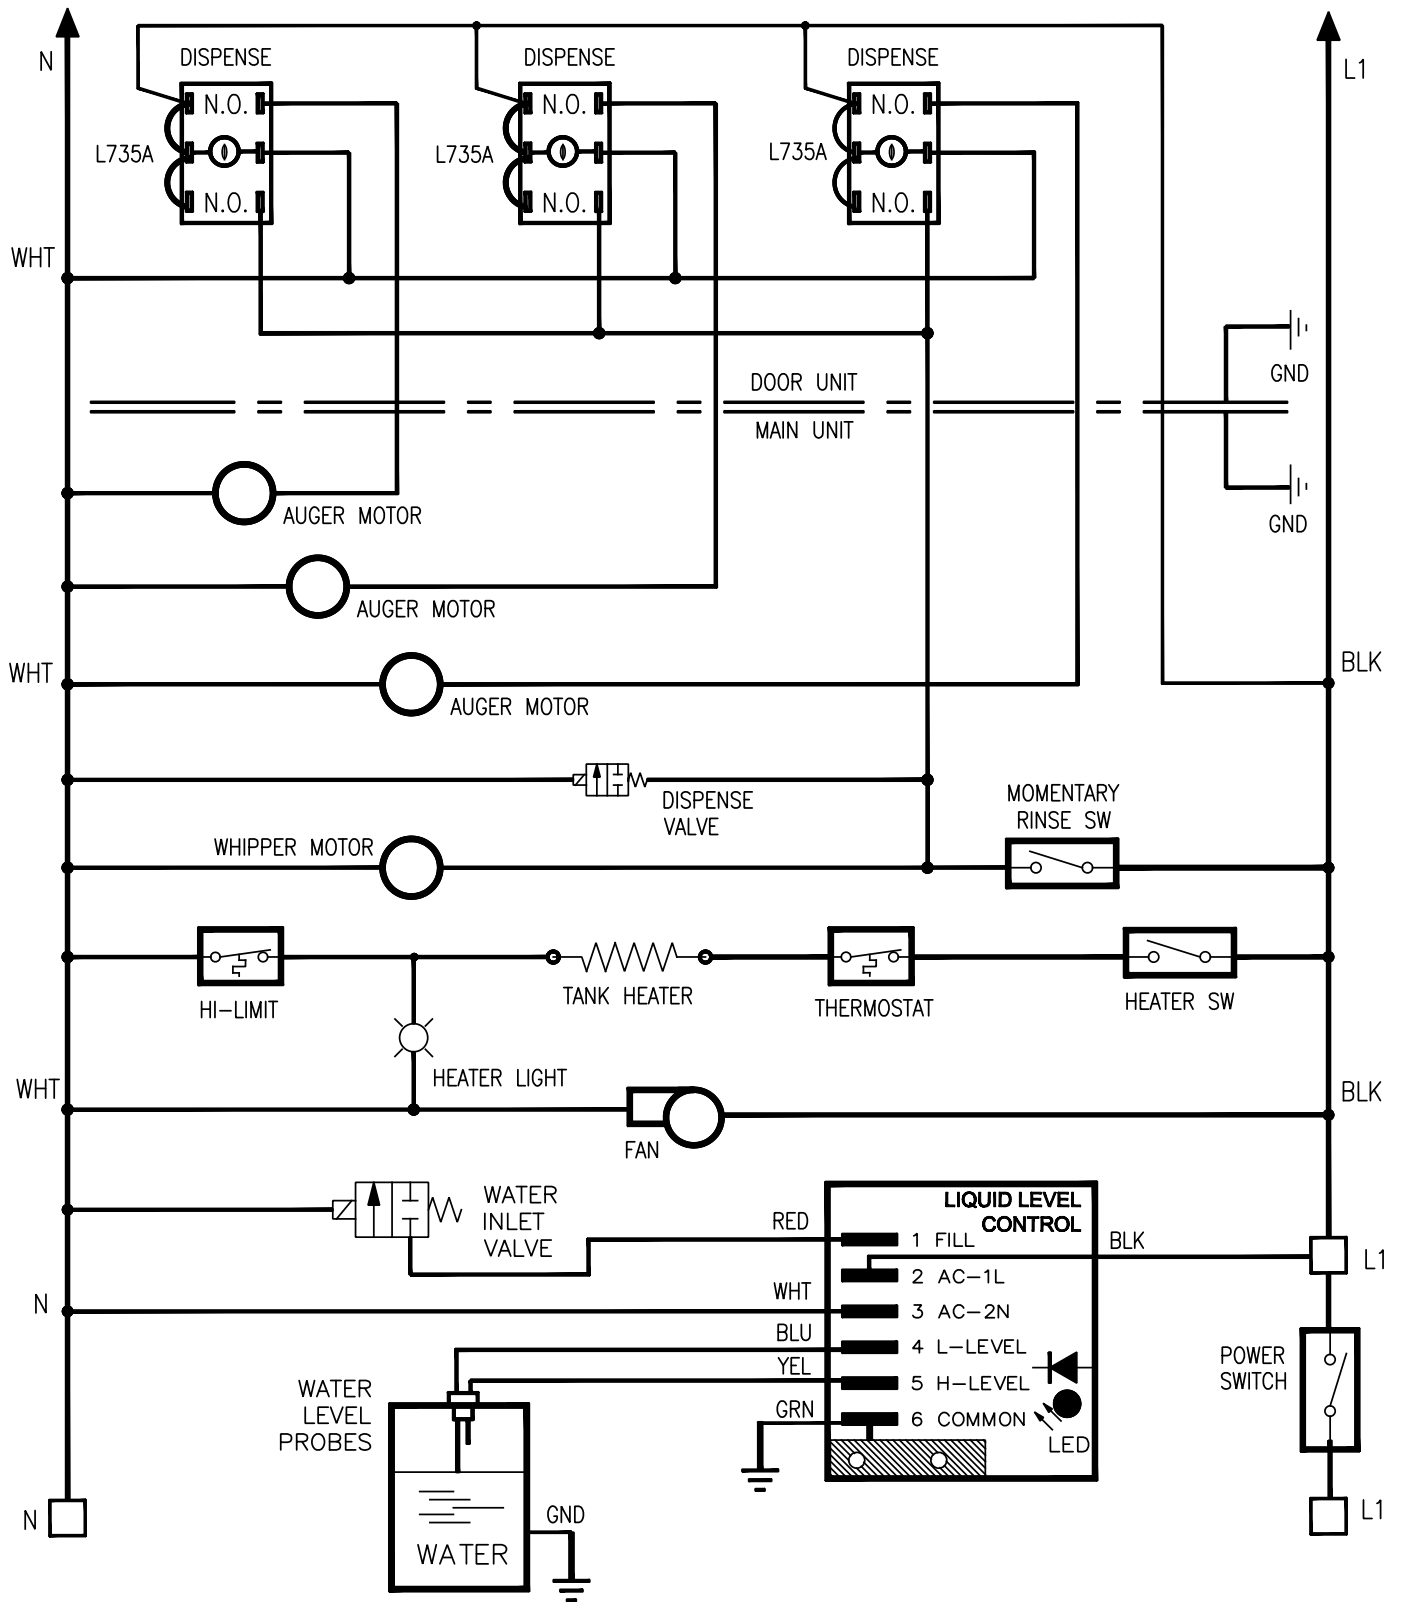 N
DISPENSE
DISPENSE
DISPENSE
L1
N.O.
N.O.
N.O.
L735A
L735A
L735A
N.O.
N.O.
N.O.
WHT
GND
DOOR UNIT
MAIN UNIT
GND
AUGER MOTOR
AUGER MOTOR
WHT
BLK
AUGER MOTOR
DISPENSE
VALVE
MOMENTARY
RINSE SW
WHIPPER MOTOR
HI-LIMIT
TANK HEATER
THERMOSTAT
HEATER SW
HEATER LIGHT
WHT
BLK
FAN
WATER
INLET
VALVE
LIQUID LEVEL
CONTROL
RED
1 FILL
BLK
L1
2 AC-1L
WHT
3 AC-2N
N
BLU
4 L-LEVEL
YEL
5 H-LEVEL
GRN
6 COMMON
LED
POWER
SWITCH
WATER
LEVEL
PROBES
N
GND
L1
WATER